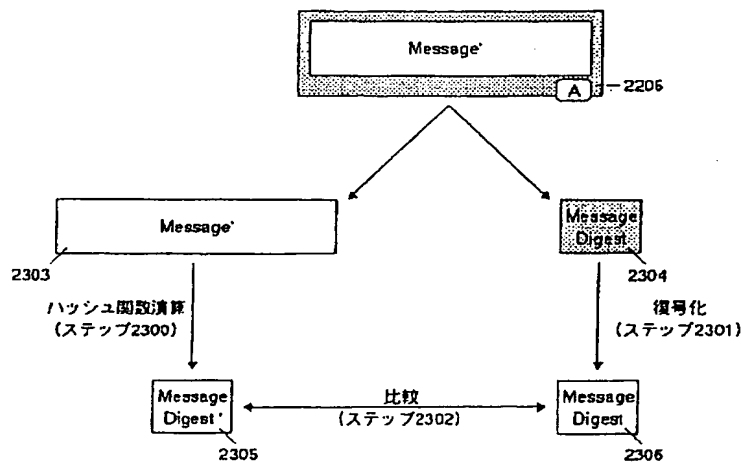 Message'
A
2206
Message'
Message
Digest
2303
2304
ハッシュ関数演算
(ステップ2300)
復号化
(ステップ2301)
Message
Digest'
比較
(ステップ2302)
Message
Digest
2305
2306